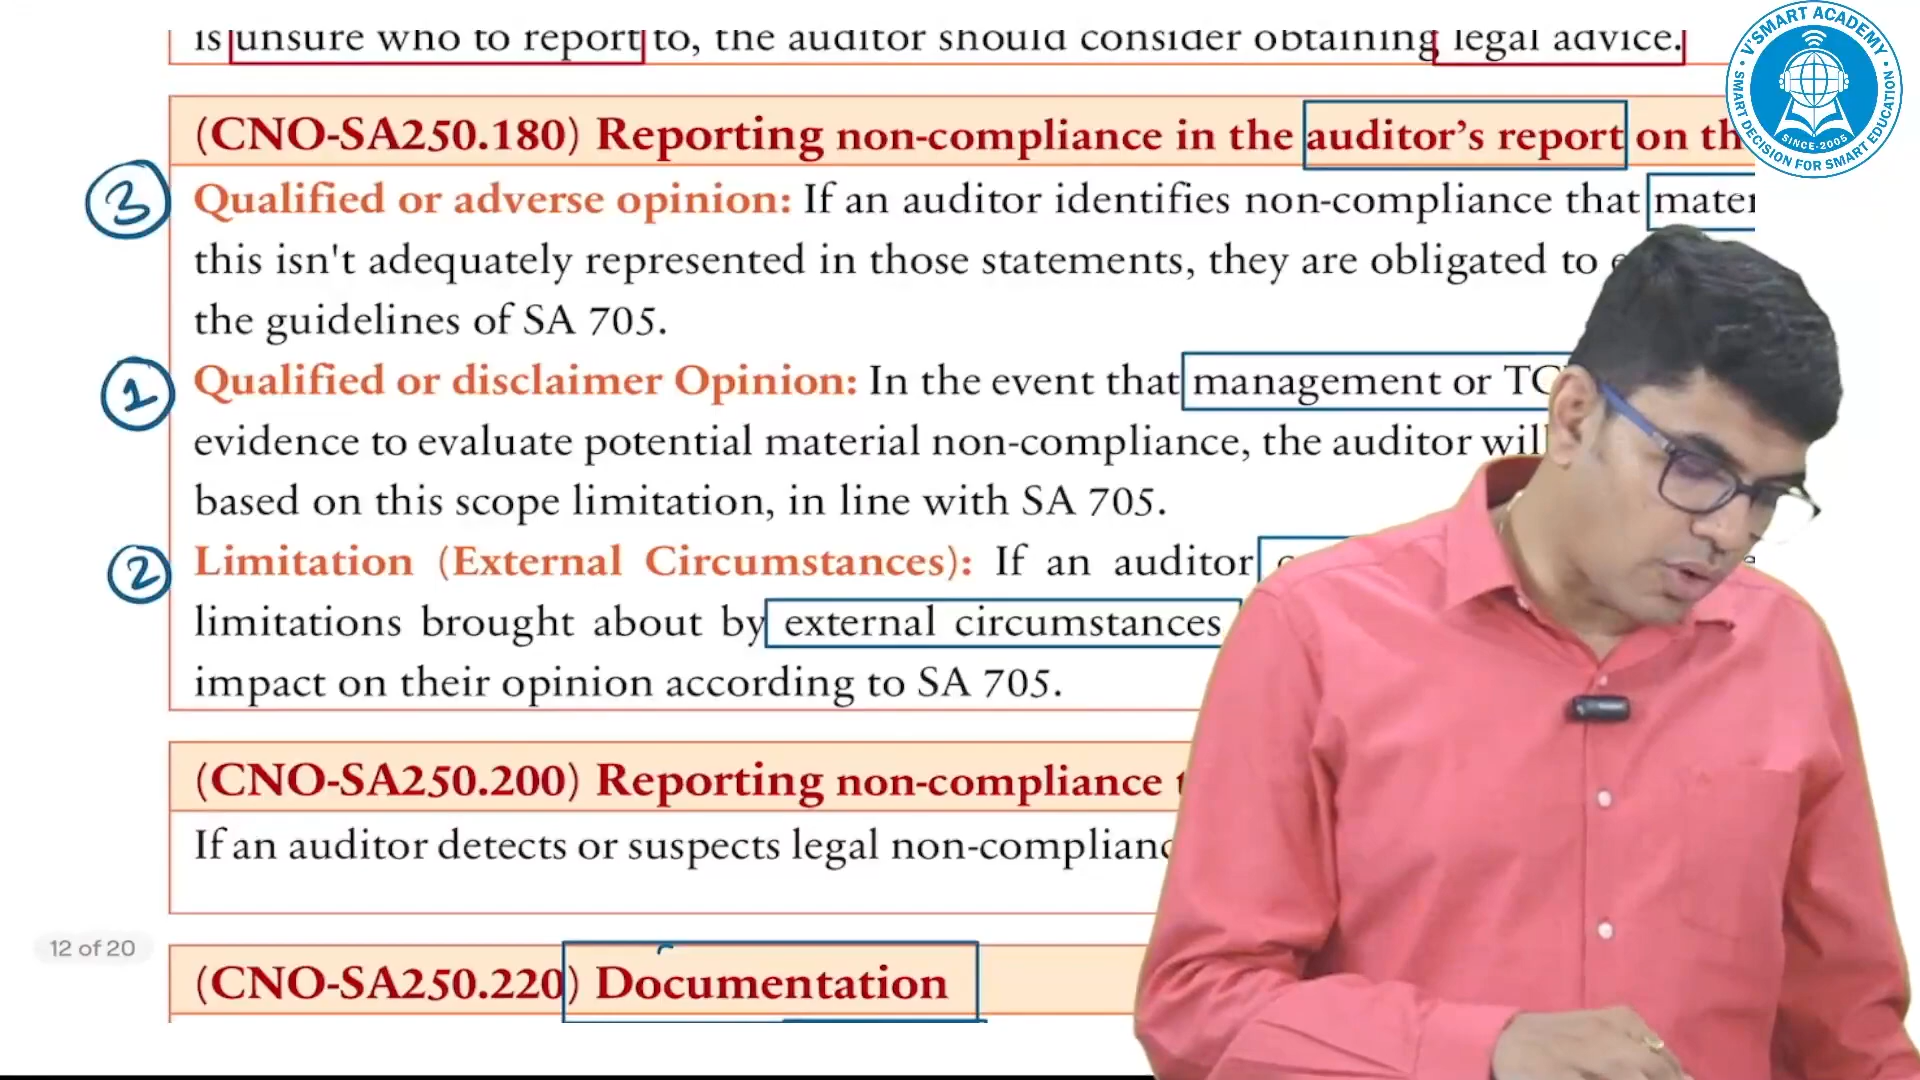 is unsure who to report to, the auditor should consider obtaining legal advice.
V'SMART ACADEMY
SMART DECISION FOR SMART EDUCATION
SINCE-2005
(CNO-SA250.180) Reporting non-compliance in the auditor's report on
3
Qualified or adverse opinion: If an auditor identifies non-compliance that
this isn't adequately represented in those statements, they are obligated to
the guidelines of SA 705.
1
Qualified or disclaimer Opinion: In the event that management or
evidence to evaluate potential material non-compliance, the auditor will
based on this scope limitation, in line with SA 705.
2
Limitation (External Circumstances): If an auditor
limitations brought about by external circumstances
impact on their opinion according to SA 705.
(CNO-SA250.200) Reporting non-compliance
If an auditor detects or suspects legal
12 of 20
(CNO-SA250.220) Documentation